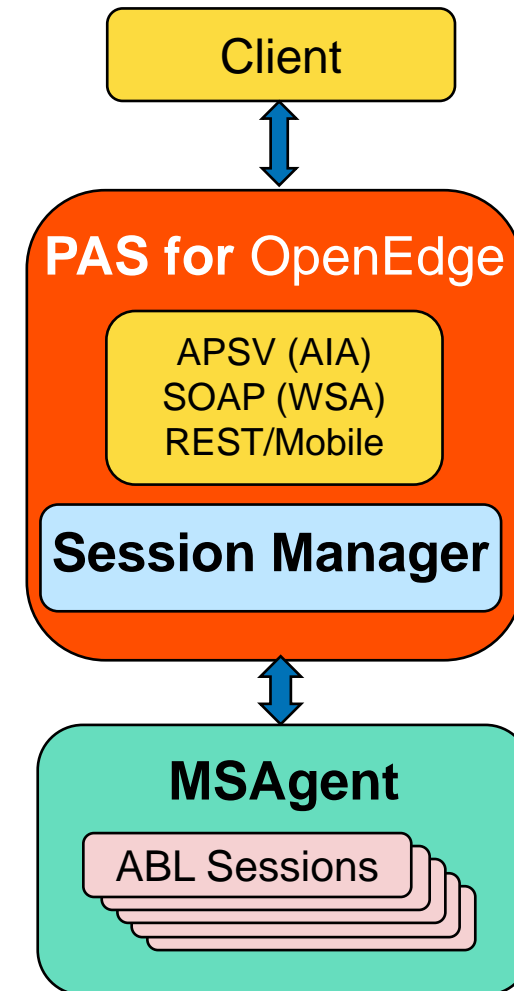 Client
PAS for OpenEdge
APSV (AIA)
SOAP (WSA)
REST/Mobile
Session Manager
MSAgent
ABL Sessions